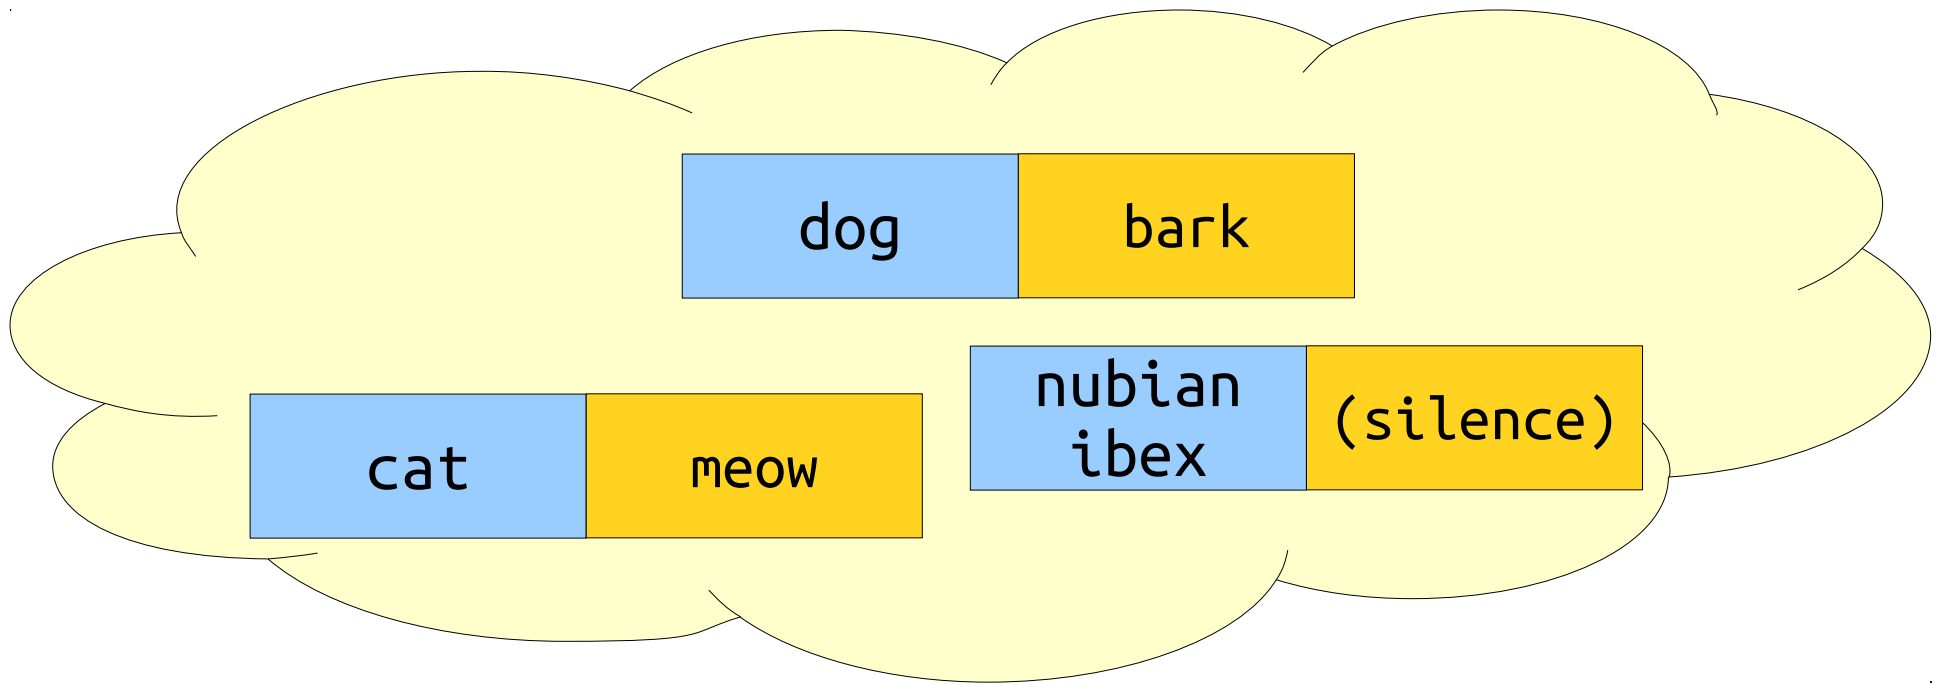 dog bark
cat meow
nubian
ibex
(silence)